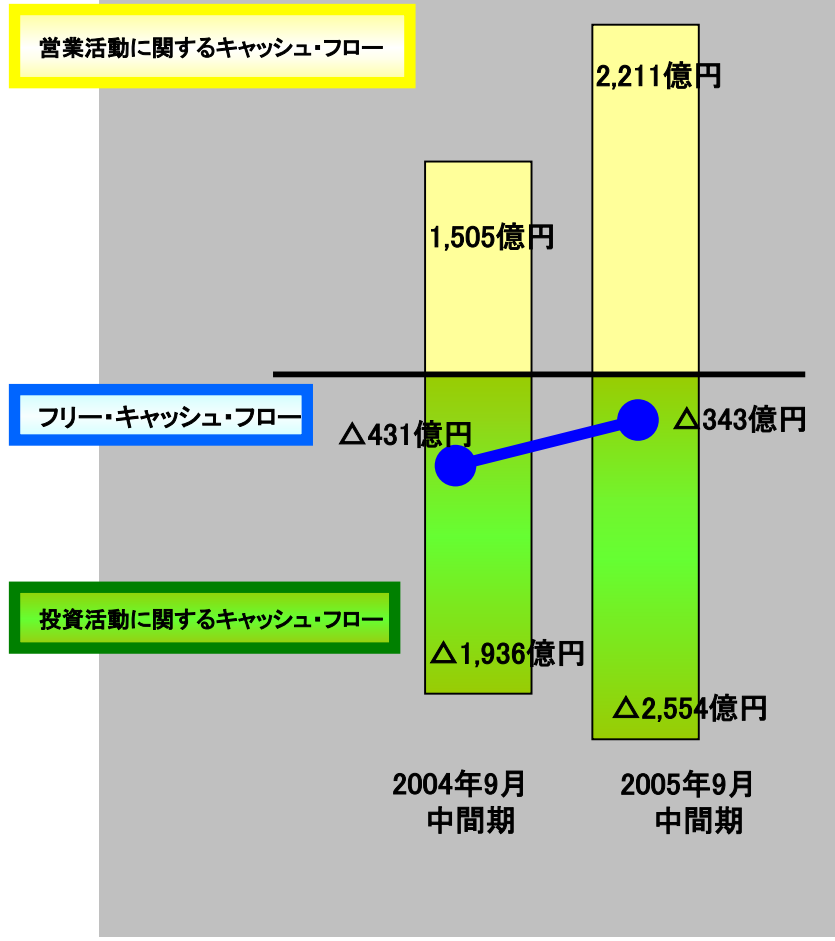 営業活動に関するキャッシュ・フロー
2,211億円
1,505億円
フリー・キャッシュ・フロー
△431億円
△343億円
投資活動に関するキャッシュ・フロー
△1,936億円
△2,554億円
2004年9月
中間期
2005年9月
中間期